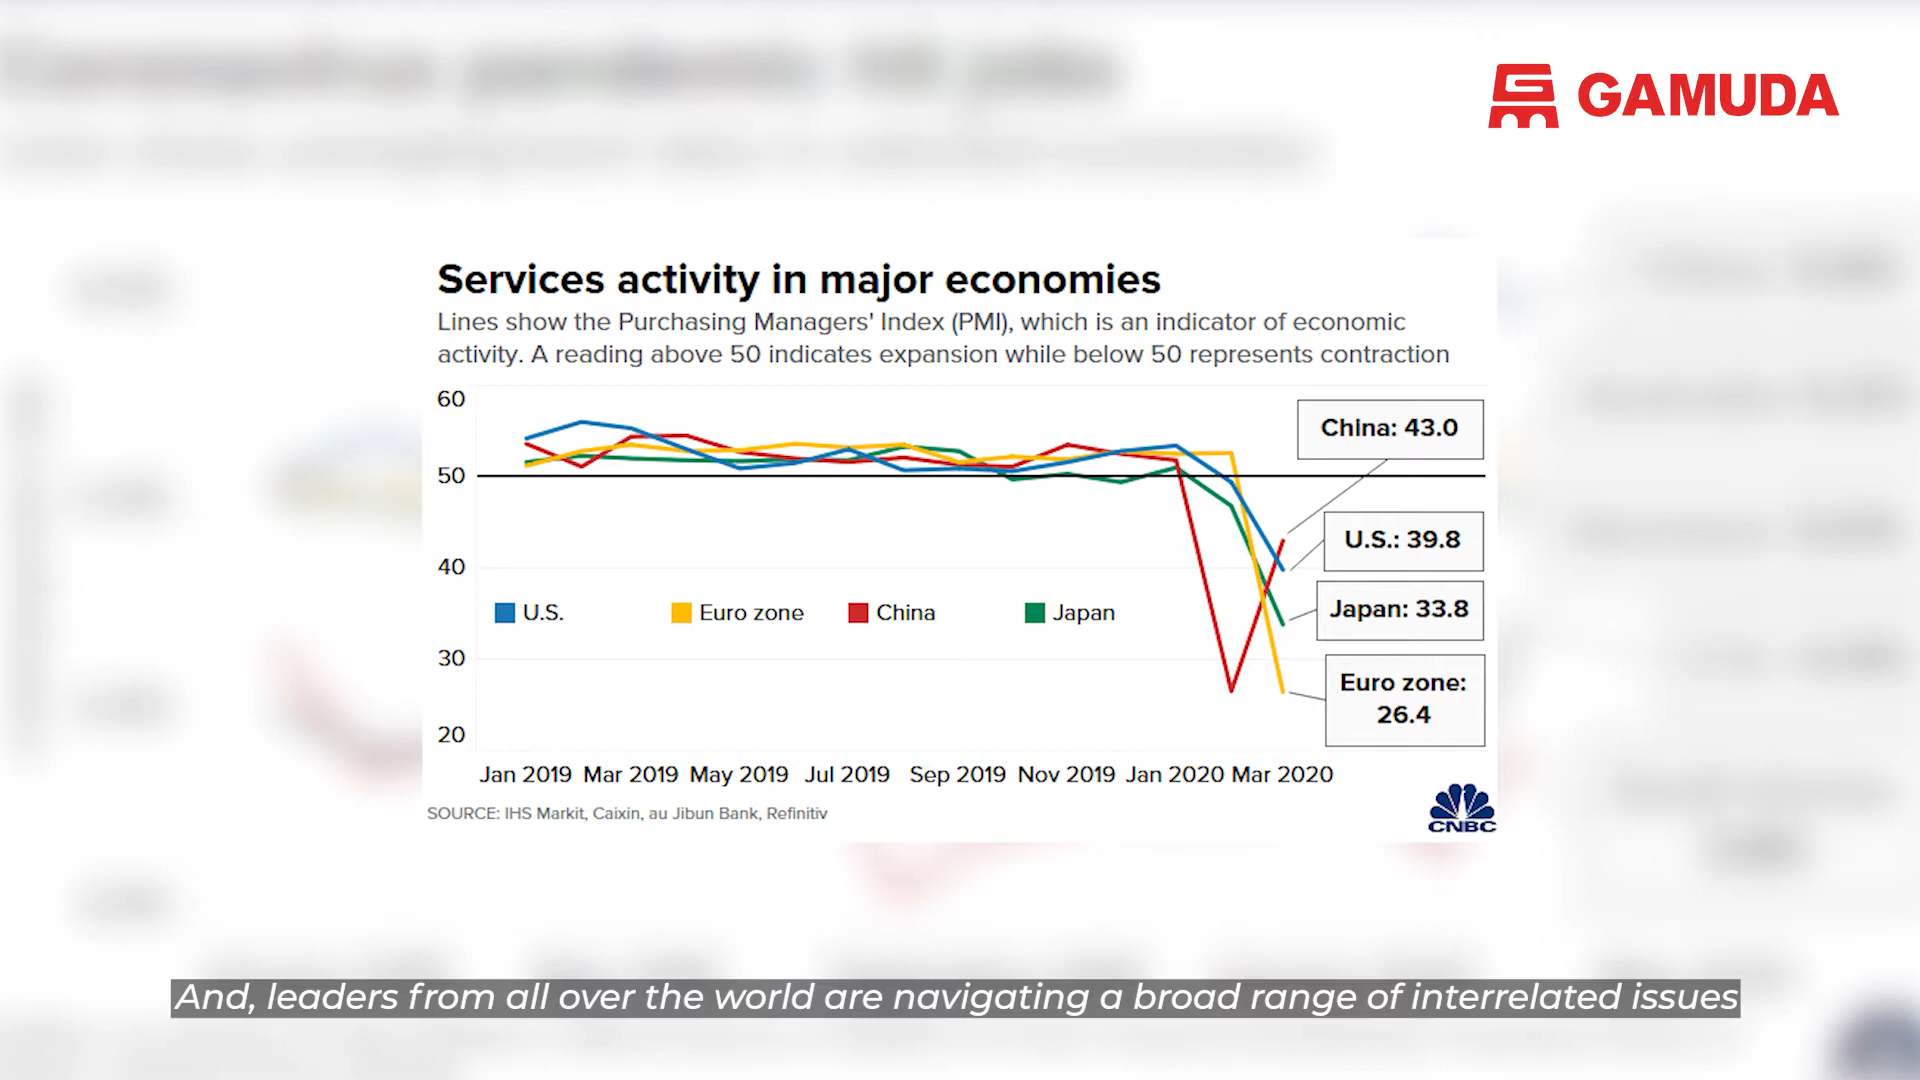 GAMUDA
Services activity in major economies
Lines show the Purchasing Managers' Index (PMI), which is an indicator of economic
activity. A reading above 50 indicates expansion while below 50 represents contraction
60
50
40
30
20
China: 43.0
U.S.: 39.8
Japan: 33.8
Euro zone:
26.4
U.S. Euro zone China Japan
Jan 2019 Mar 2019 May 2019 Jul 2019 Sep 2019 Nov 2019 Jan 2020 Mar 2020
SOURCE: IHS Markit, Caixin, au Jibun Bank, Refinitiv
CNBC
And, leaders from all over the world are navigating a broad range of interrelated issues